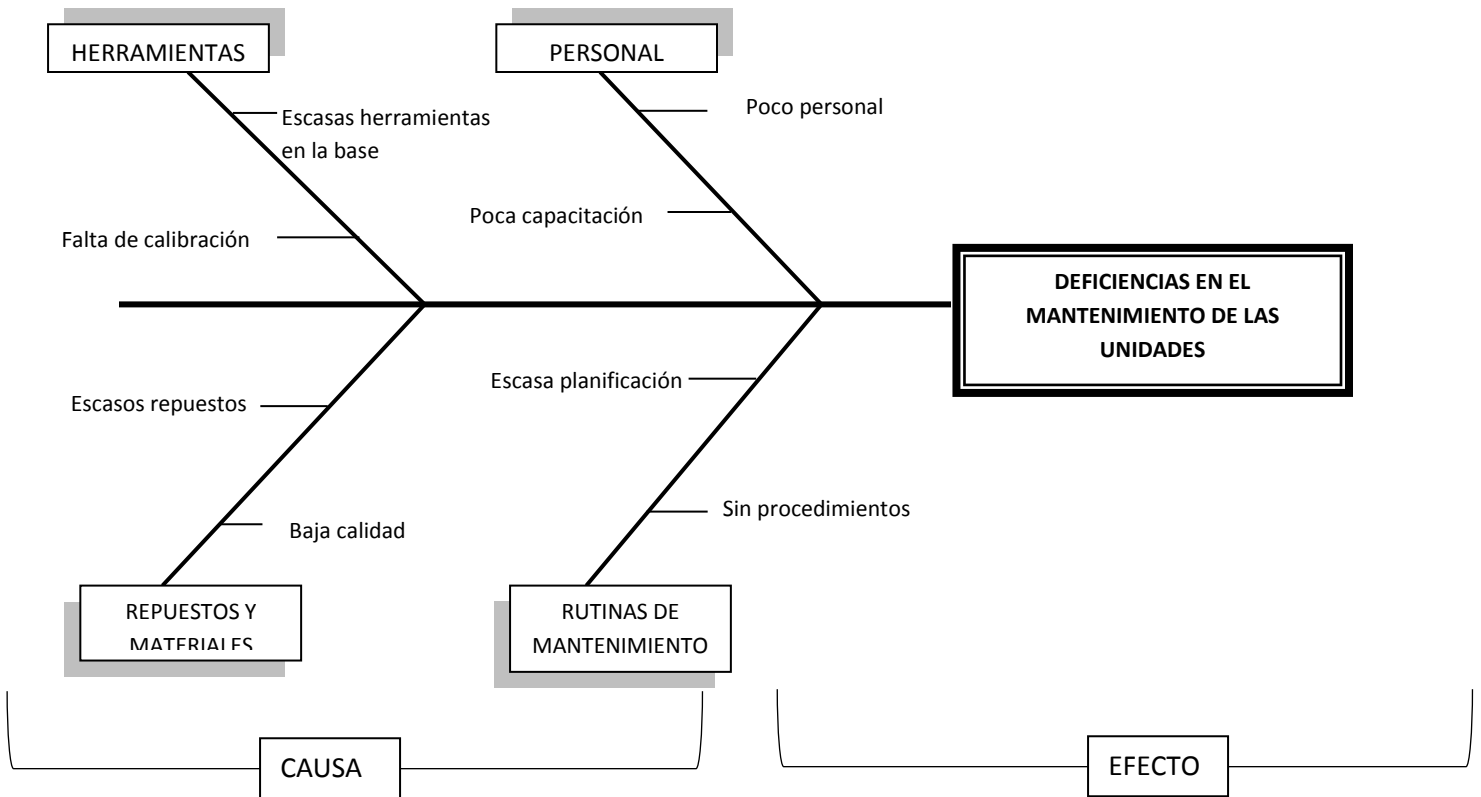 HERRAMIENTAS
PERSONAL
Escasas herramientas
en la base
Poco personal
Falta de calibración
Poca capacitación
DEFICIENCIAS EN EL
MANTENIMIENTO DE LAS
UNIDADES
Escasos repuestos
Escasa planificación
Baja calidad
Sin procedimientos
REPUESTOS Y
MATERIALES
RUTINAS DE
MANTENIMIENTO
CAUSA
EFECTO